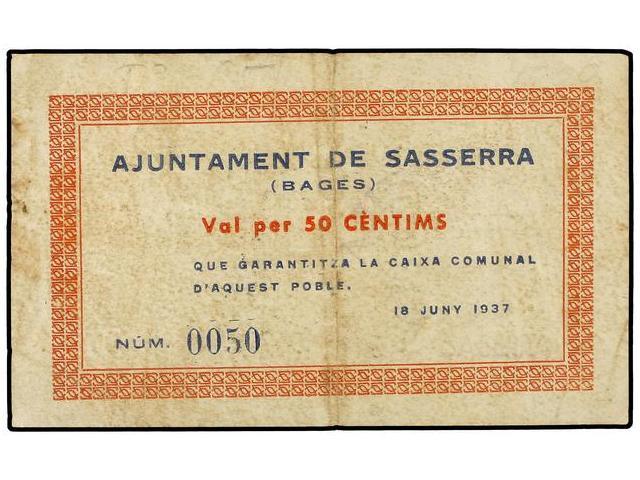 AJUNTAMENT DE SASSERRA
(BAGES)
Val per 50 CÈNTIMS
QUE GARANTITZA LA CAIXA COMUNAL
D'AQUEST POBLE.
18 JUNY 1937
NÚM. 0050